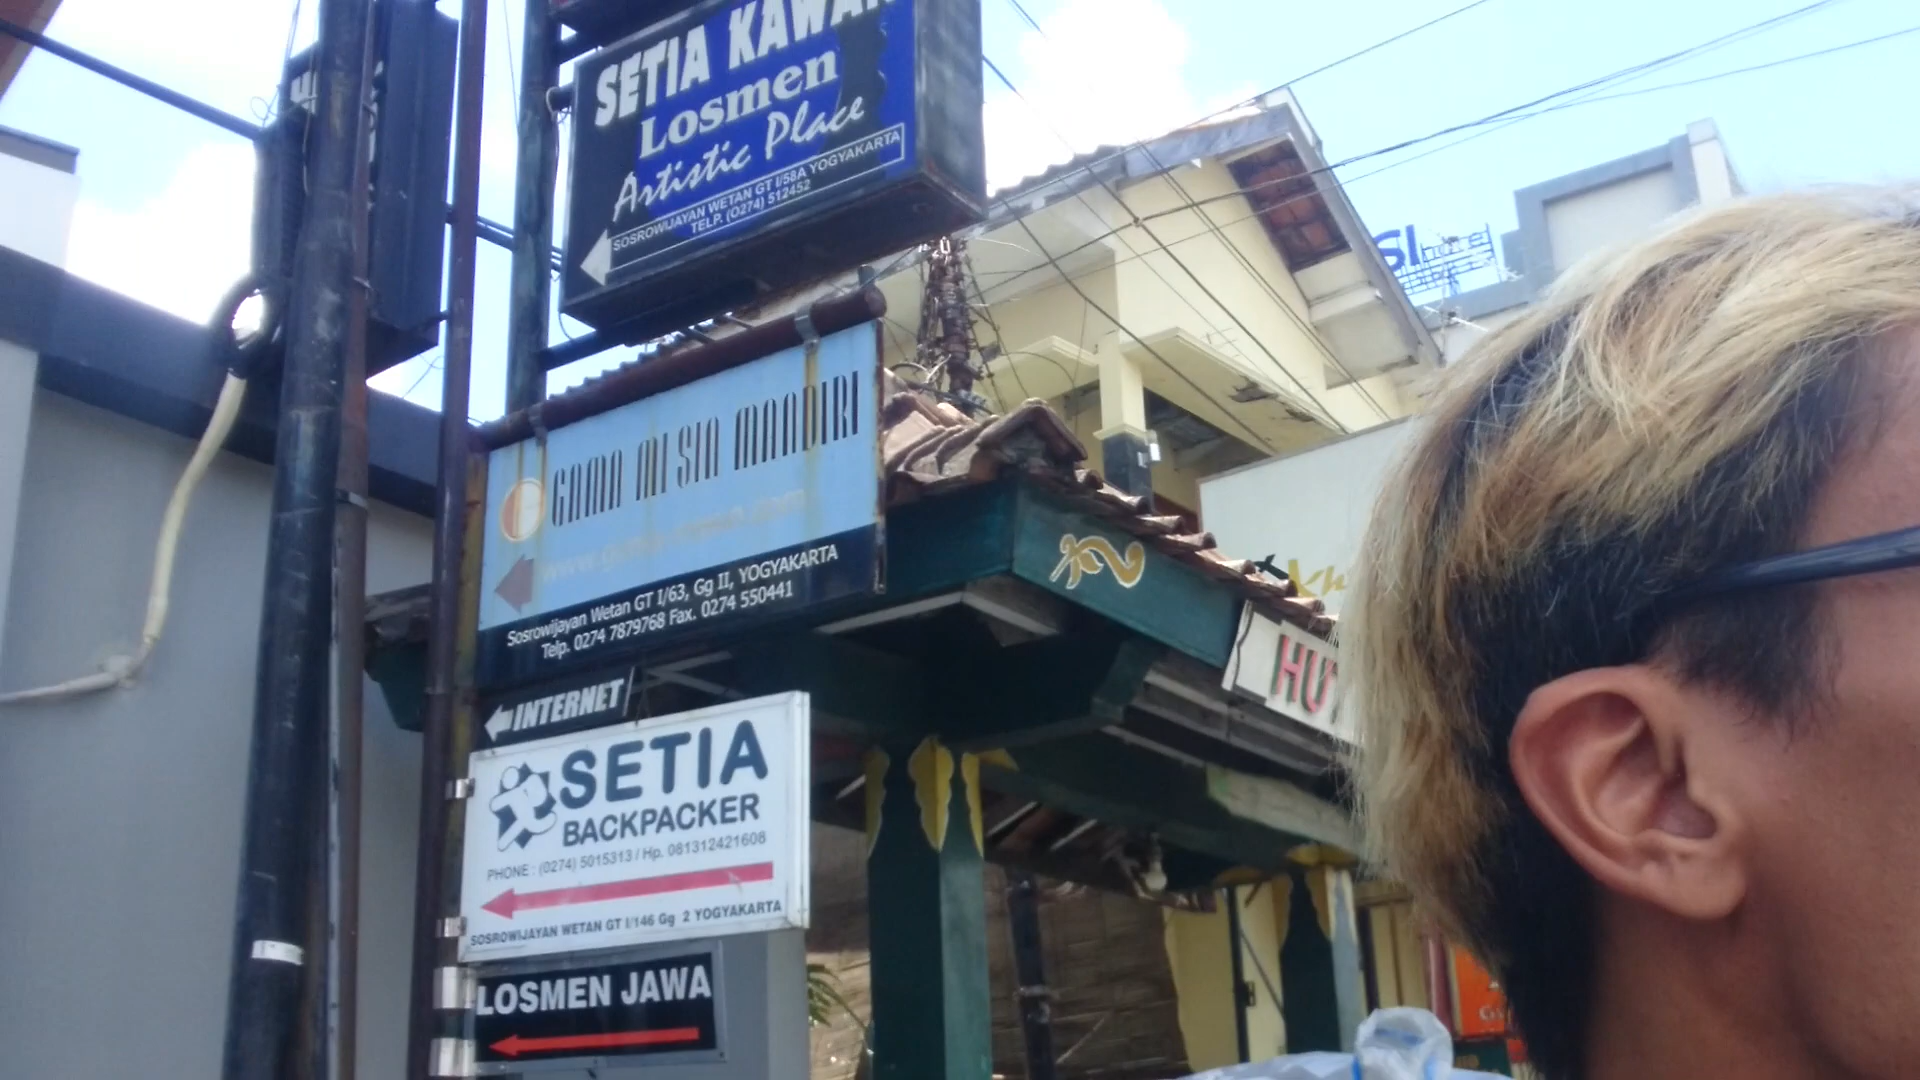 SETIA KAWAN
Losmen
Artistic Place
SOSROWIJAYAN WETAN GT I/58A YOGYAKARTA
TELP. (0274) 512452
GAMA MI SIA MANDIRI
Sosrowijayan Wetan GT I/63, Gg II, YOGYAKARTA
Telp. 0274 7879768 Fax. 0274 550441
INTERNET
SETIA
BACKPACKER
PHONE : (0274) 5015313 / Hp. 081312421608
SOSROWIJAYAN WETAN GT I/146 Gg 2 YOGYAKARTA
LOSMEN JAWA